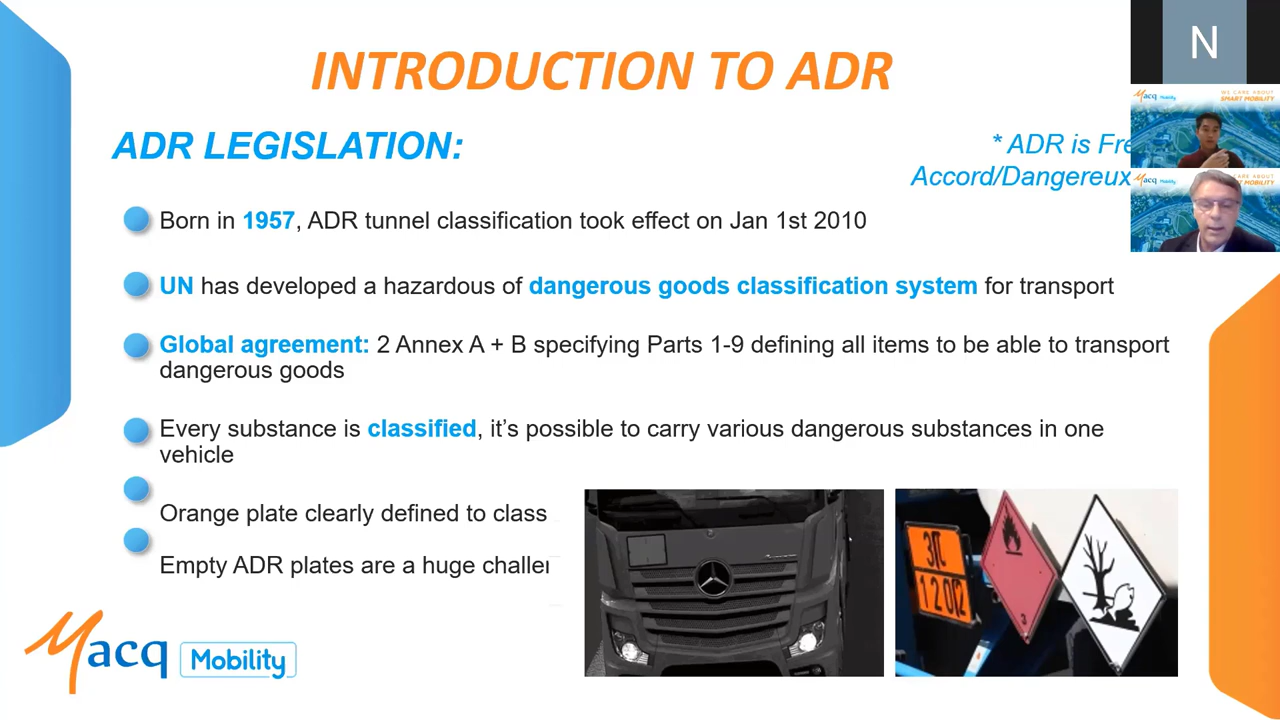 INTRODUCTION TO ADR
N
ADR LEGISLATION:
* ADR is Fre
Accord/Dangereux
WE CARE ABOUT
SMART MOBILITY
Macq Mobility
Born in 1957, ADR tunnel classification took effect on Jan 1st 2010
UN has developed a hazardous of dangerous goods classification system for transport
Global agreement: 2 Annex A + B specifying Parts 1-9 defining all items to be able to transport
dangerous goods
Every substance is classified, it’s possible to carry various dangerous substances in one
vehicle
Orange plate clearly defined to class
Empty ADR plates are a huge challen
1202
3
Macq Mobility